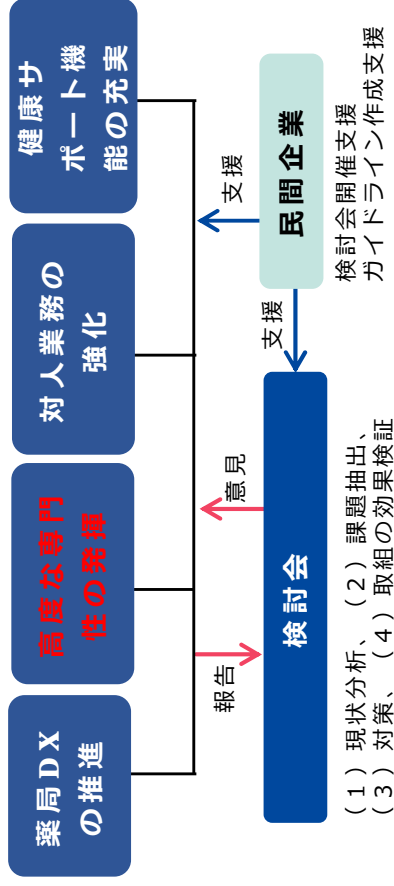 薬局DX
の推進
高度な専門
性の発揮
対人業務の
強化
健康サ
ポート機
能の充実
報告
意見
支援
支援
検討会
民間企業
（１）現状分析、（２）課題抽出、
（３）対策、（４）取組の効果検証
検討会開催支援
ガイドライン作成支援